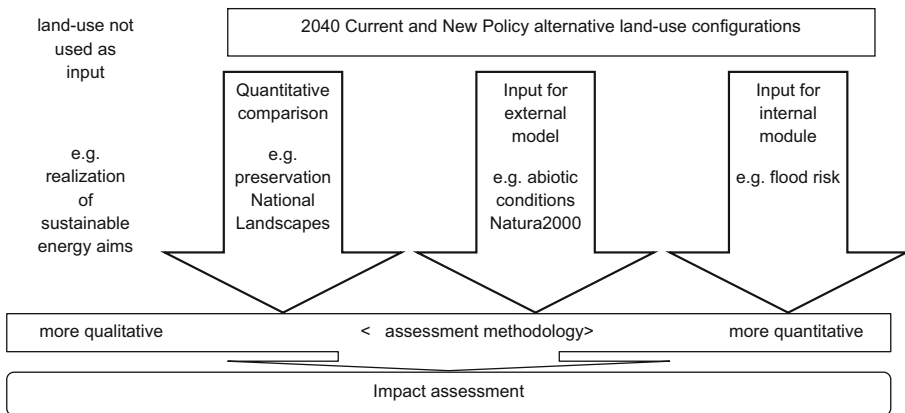 land-use not
used as
input
e.g.
realization
of
sustainable
energy aims
2040 Current and New Policy alternative land-use configurations
Quantitative
comparison
e.g.
preservation
National
Landscapes
Input for
external
model
e.g. abiotic
conditions
Natura2000
Input for
internal
module
e.g. flood risk
more qualitative < assessment methodology> more quantitative
Impact assessment